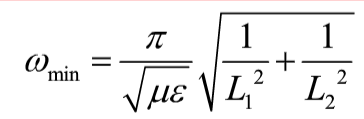 ω_min = π/√(με) √(1/L₁² + 1/L₂²)